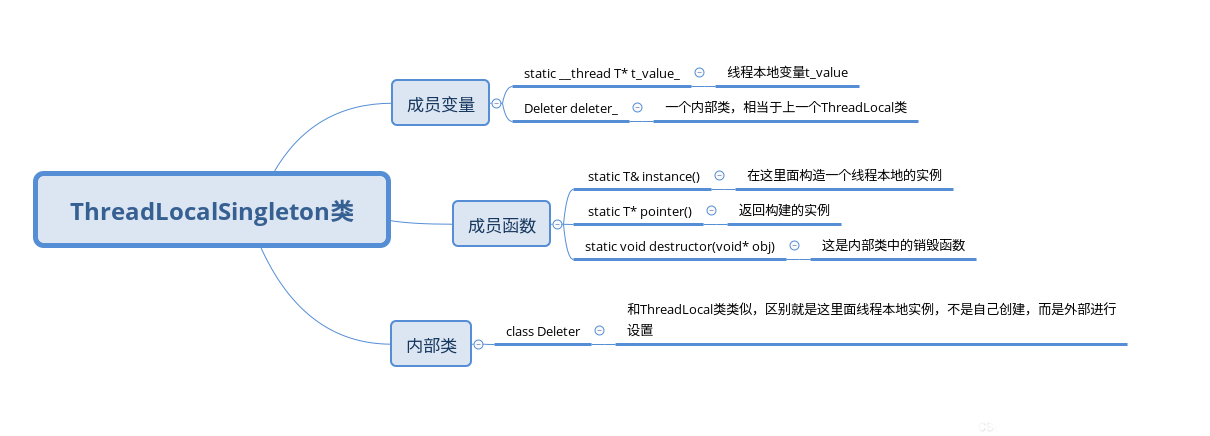 ThreadLocalSingleton类
成员变量
static __thread T* t_value_
线程本地变量t_value
Deleter deleter_
一个内部类，相当于上一个ThreadLocal类
成员函数
static T& instance()
在这里面构造一个线程本地的实例
static T* pointer()
返回构建的实例
static void destructor(void* obj)
这是内部类中的销毁函数
内部类
class Deleter
和ThreadLocal类类似，区别就是这里面线程本地实例，不是自己创建，而是外部进行
设置